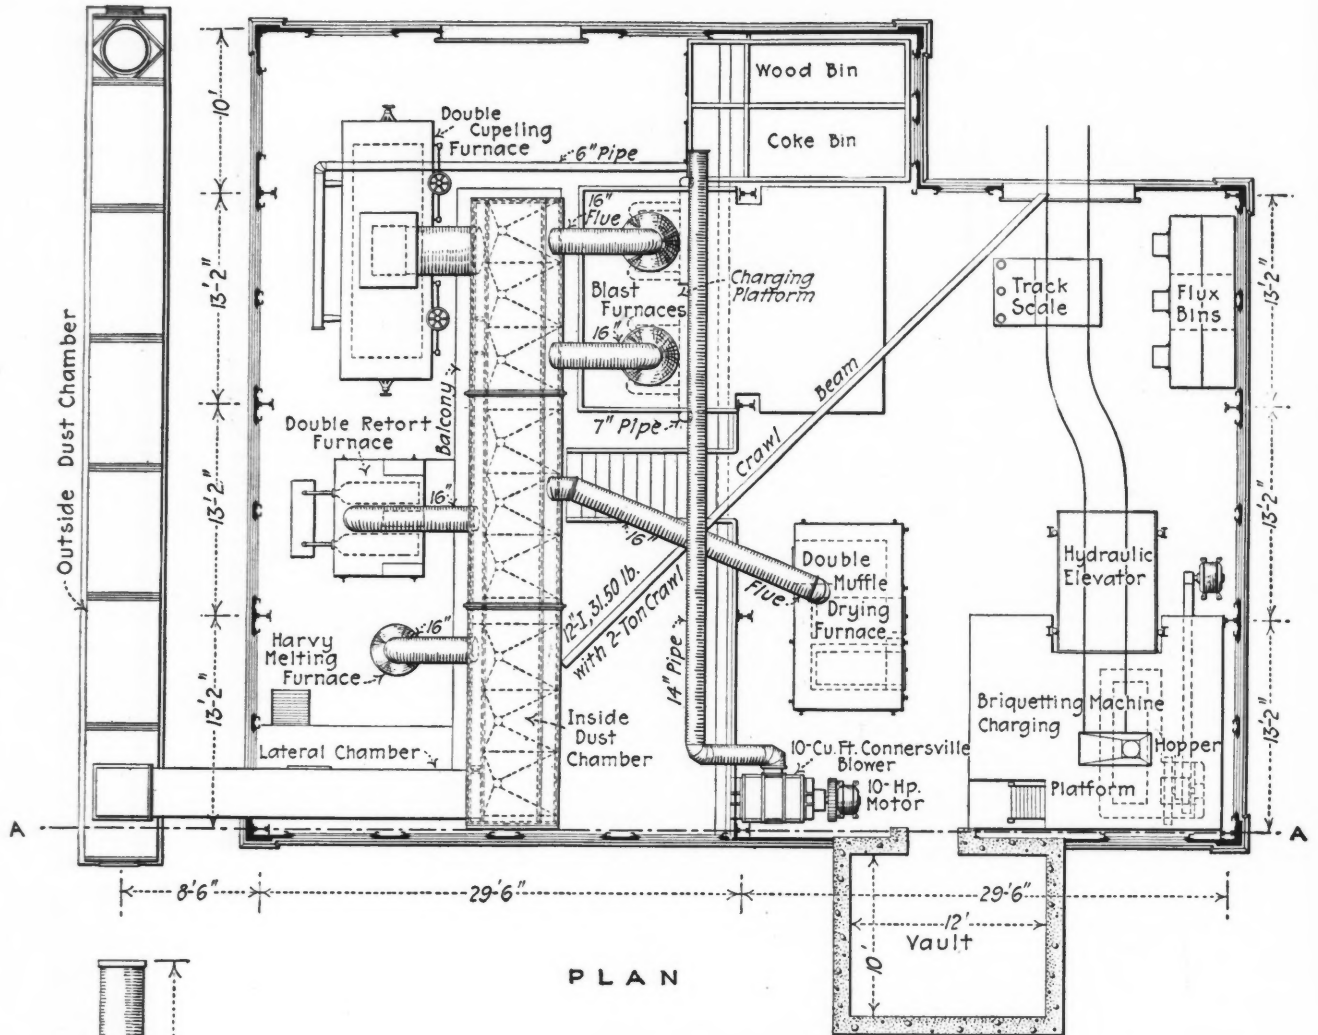 Wood Bin
Coke Bin
10'
Double
Cupeling
Furnace
6" Pipe
16"
Flue
Charging
Platform
Blast
Furnaces
16"
13'-2"
Track
Scale
Flux
Bins
13'-2"
Outside Dust Chamber
Balcony
7" Pipe
Crawl Beam
Double Retort
Furnace
16"
13'-2"
16"
Flue
Double
Muffle
Drying
Furnace
Hydraulic
Elevator
13'-2"
12"-I, 31.50 lb.
with 2-Ton Crawl
14" Pipe
Harvy
Melting
Furnace
16"
13'-2"
Inside
Dust
Chamber
Lateral Chamber
10-Cu. Ft. Connersville
Blower
10-Hp.
Motor
Briquetting Machine
Charging
Hopper
Platform
13'-2"
A
A
8'-6"
29'-6"
29'-6"
12'
Vault
10'
PLAN